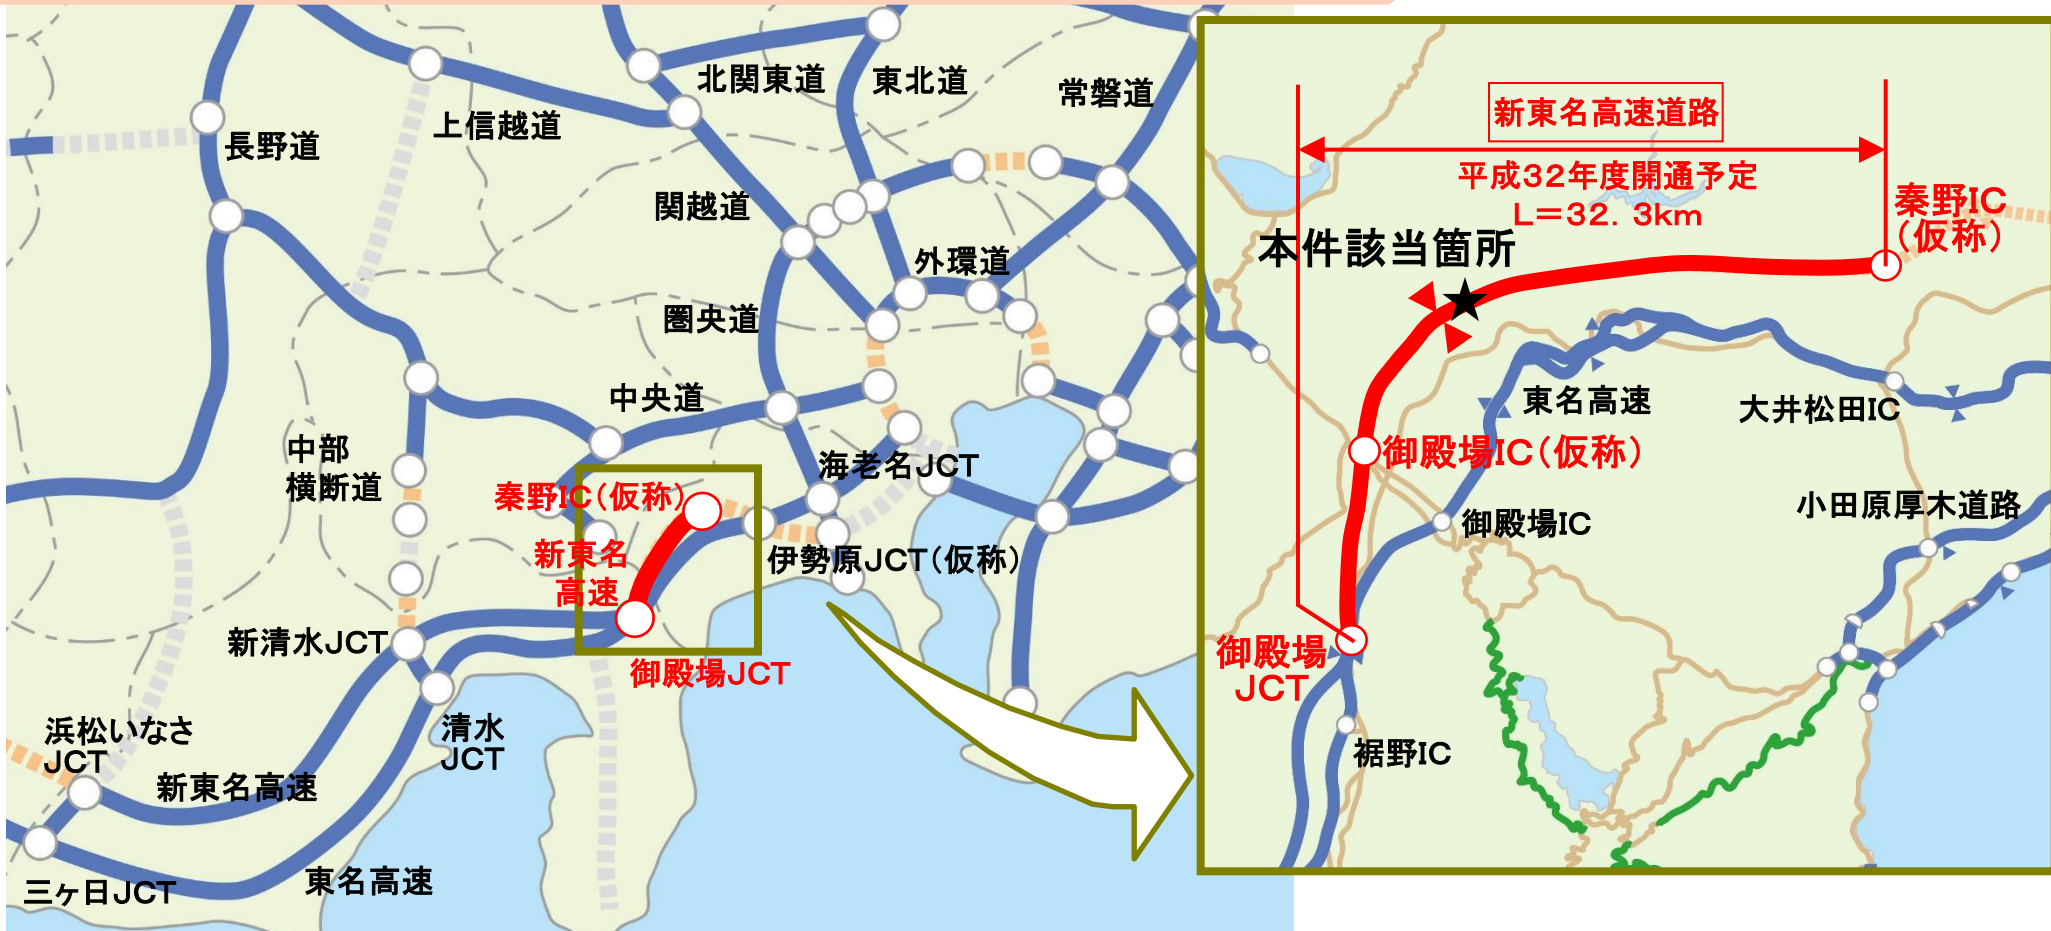 北関東道
東北道
常磐道
上信越道
長野道
関越道
外環道
圏央道
中央道
中部
横断道
海老名JCT
秦野IC(仮称)
新東名
高速
伊勢原JCT(仮称)
新清水JCT
御殿場JCT
浜松いなさ
JCT
清水
JCT
新東名高速
東名高速
三ヶ日JCT
新東名高速道路
平成32年度開通予定
L=32.3km
秦野IC
(仮称)
本件該当箇所
東名高速
大井松田IC
御殿場IC(仮称)
御殿場IC
小田原厚木道路
御殿場
JCT
裾野IC